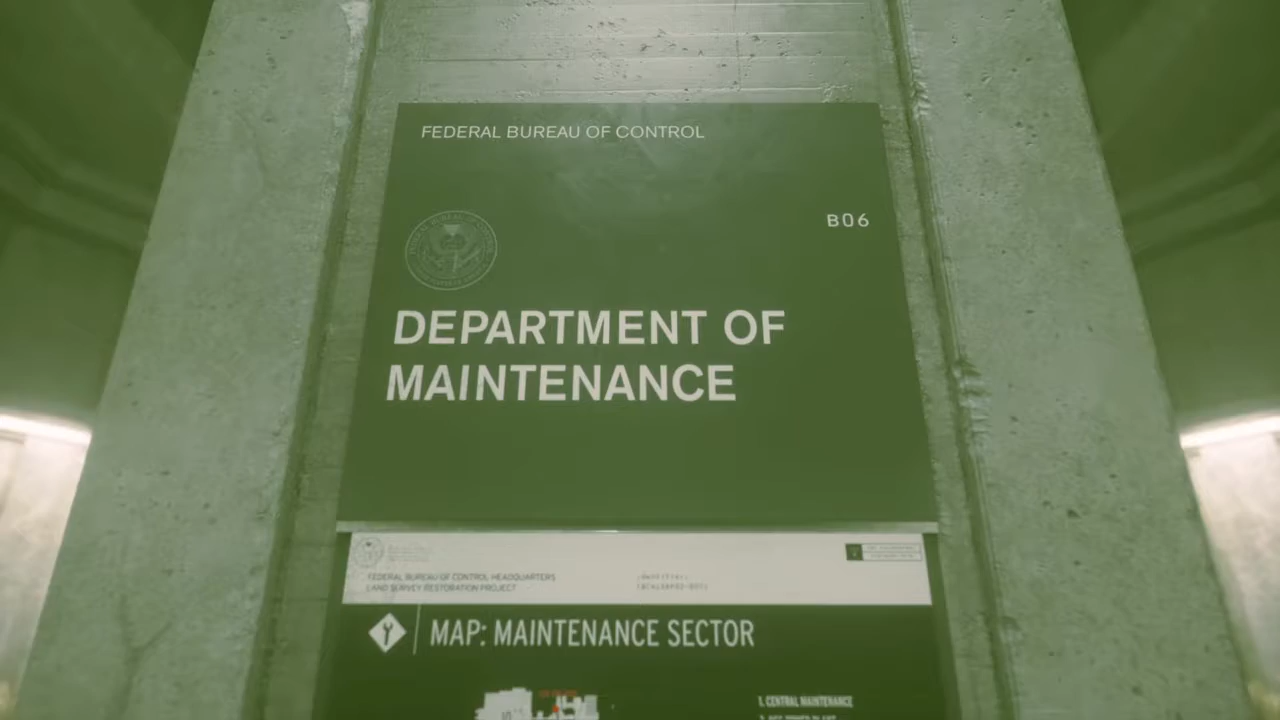 FEDERAL BUREAU OF CONTROL
B06
DEPARTMENT OF
MAINTENANCE
FEDERAL BUREAU OF CONTROL HEADQUARTERS
LAND SURVEY RESTORATION PROJECT
MAP: MAINTENANCE SECTOR
1. CENTRAL MAINTENANCE